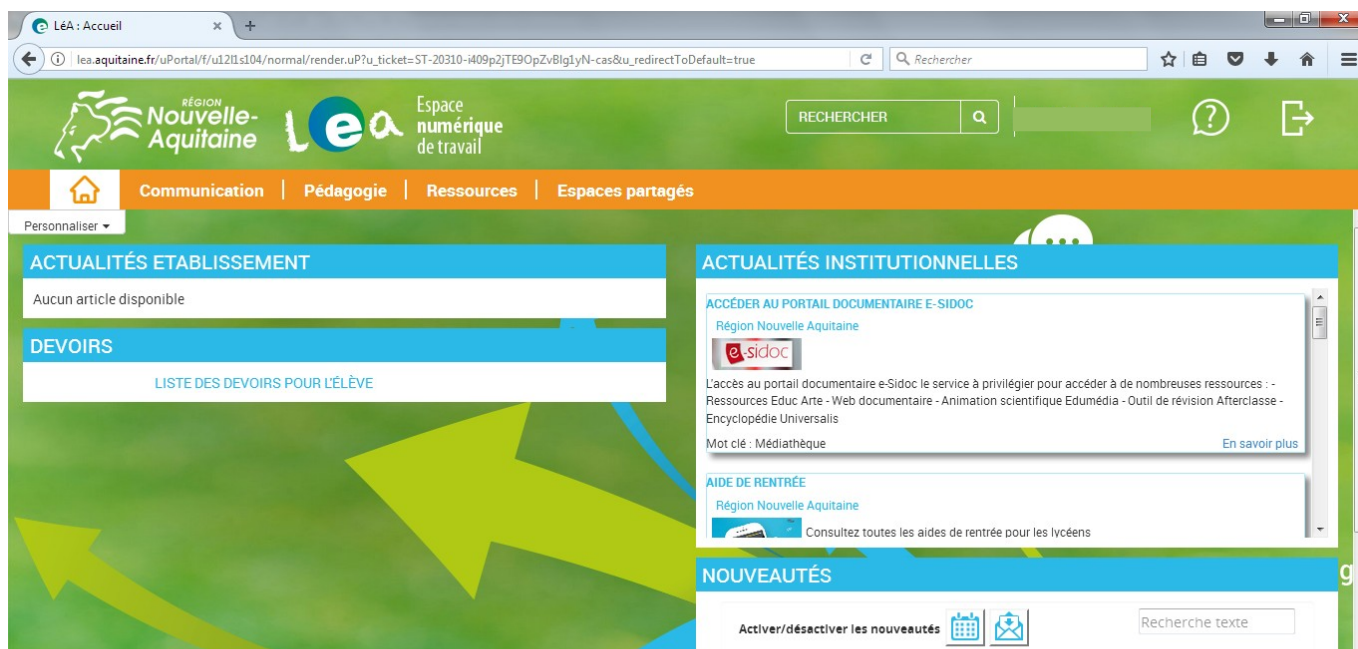 LéA : Accueil
lea.aquitaine.fr/uPortal/f/u12l1s104/normal/render.uP?u_ticket=ST-20310-i409p2jTE9OpZvBlg1yN-cas&u_redirectToDefault=true
Rechercher
RÉGION
Nouvelle-
Aquitaine
Léa
Espace
numérique
de travail
RECHERCHER
Communication
Pédagogie
Ressources
Espaces partagés
Personnaliser
ACTUALITÉS ETABLISSEMENT
Aucun article disponible
DEVOIRS
LISTE DES DEVOIRS POUR L'ÉLÈVE
ACTUALITÉS INSTITUTIONNELLES
ACCÉDER AU PORTAIL DOCUMENTAIRE E-SIDOC
Région Nouvelle Aquitaine
e-sidoc
L'accès au portail documentaire e-Sidoc le service à privilégier pour accéder à de nombreuses ressources : -
Ressources Educ Arte - Web documentaire - Animation scientifique Edumédia - Outil de révision Afterclasse -
Encyclopédie Universalis
Mot clé : Médiathèque
En savoir plus
AIDE DE RENTRÉE
Région Nouvelle Aquitaine
Consultez toutes les aides de rentrée pour les lycéens
NOUVEAUTÉS
g
Activer/désactiver les nouveautés
Recherche texte